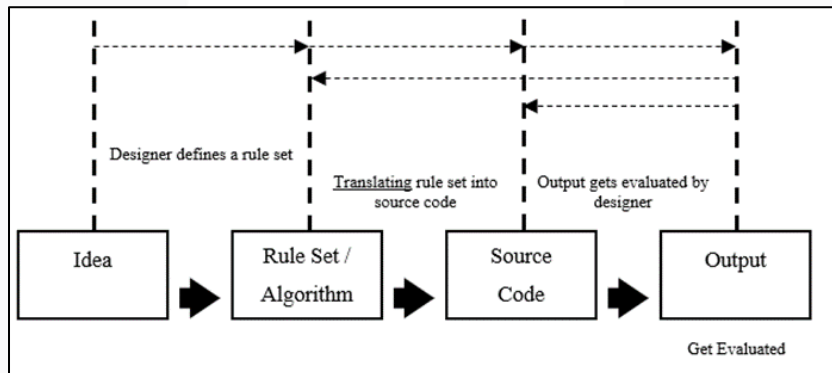 Designer defines a rule set
Translating rule set into
source code
Output gets evaluated by
designer
Idea
Rule Set /
Algorithm
Source
Code
Output
Get Evaluated